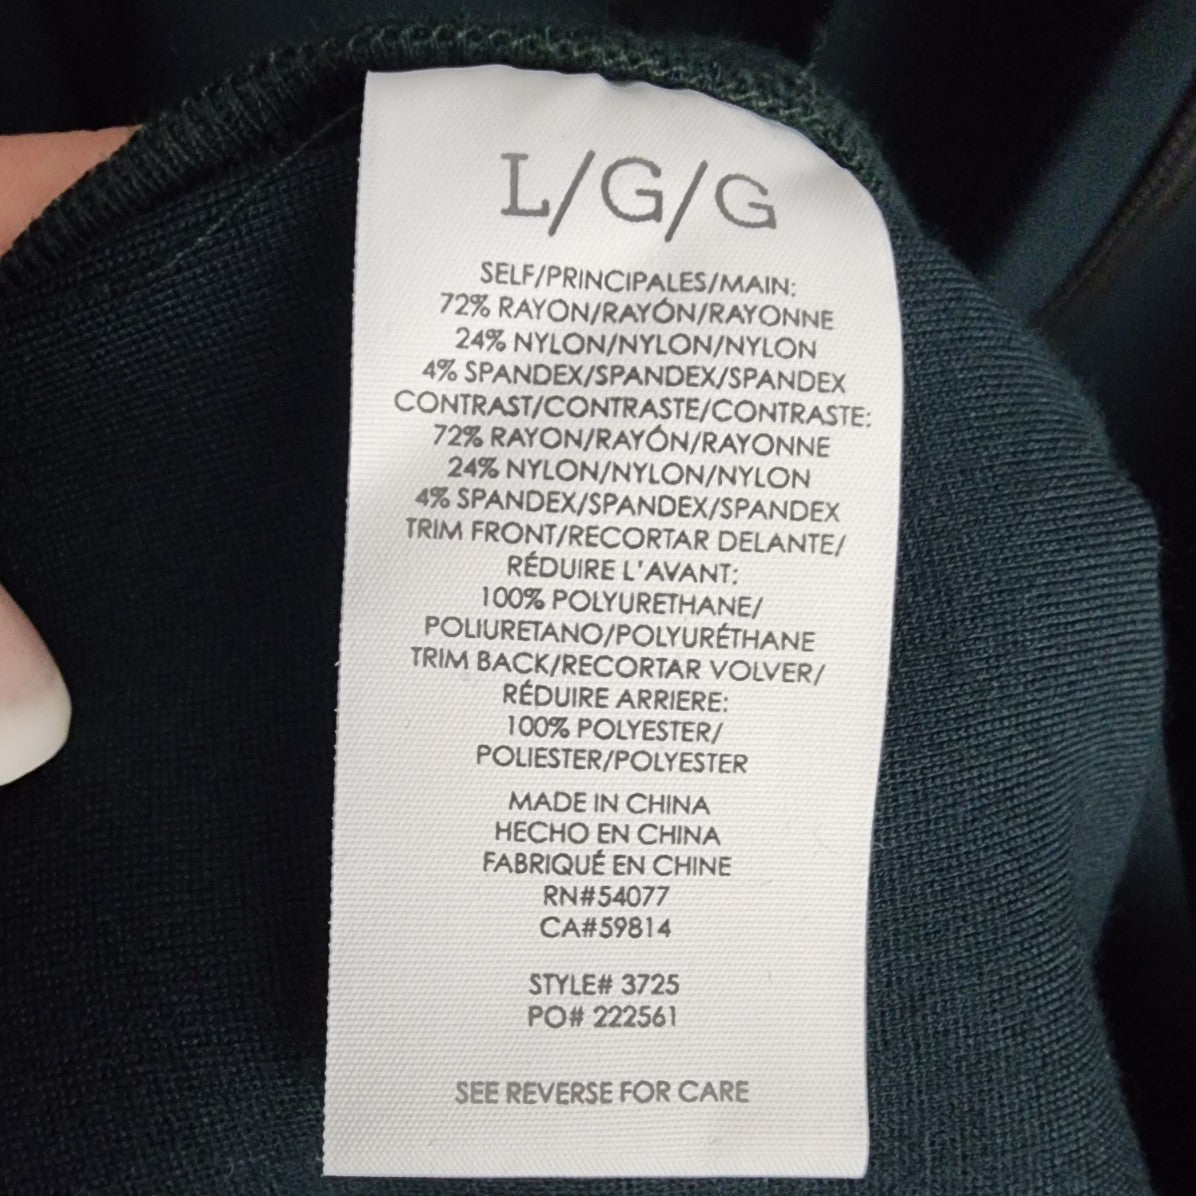 L/G/G
SELF/PRINCIPALES/MAIN:
72% RAYON/RAYÓN/RAYONNE
24% NYLON/NYLON/NYLON
4% SPANDEX/SPANDEX/SPANDEX
CONTRAST/CONTRASTE/CONTRASTE:
72% RAYON/RAYÓN/RAYONNE
24% NYLON/NYLON/NYLON
4% SPANDEX/SPANDEX/SPANDEX
TRIM FRONT/RECORTAR DELANTE/
RÉDUIRE L'AVANT:
100% POLYURETHANE/
POLIURETANO/POLYURÉTHANE
TRIM BACK/RECORTAR VOLVER/
RÉDUIRE ARRIERE:
100% POLYESTER/
POLIESTER/POLYESTER
MADE IN CHINA
HECHO EN CHINA
FABRIQUÉ EN CHINE
RN#54077
CA#59814
STYLE# 3725
PO# 222561
SEE REVERSE FOR CARE